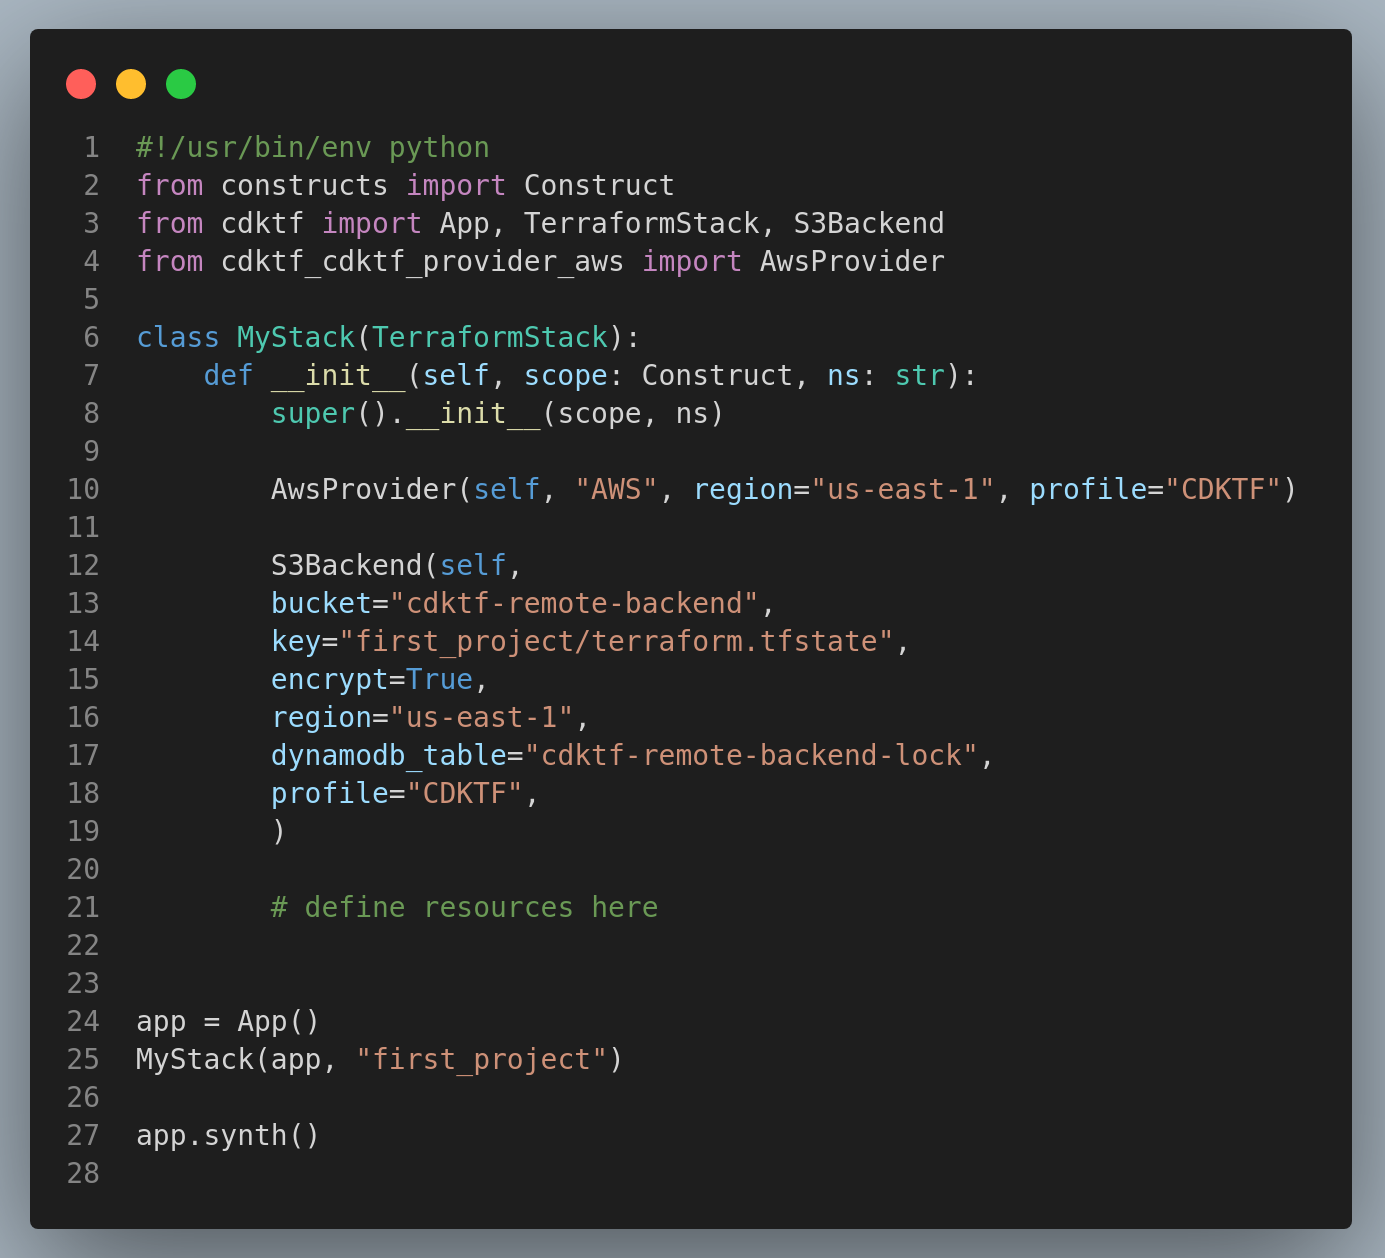 1 #!/usr/bin/env python
2 from constructs import Construct
3 from cdktf import App, TerraformStack, S3Backend
4 from cdktf_cdktf_provider_aws import AwsProvider
5
6 class MyStack(TerraformStack):
7     def __init__(self, scope: Construct, ns: str):
8         super().__init__(scope, ns)
9
10         AwsProvider(self, "AWS", region="us-east-1", profile="CDKTF")
11
12         S3Backend(self,
13         bucket="cdktf-remote-backend",
14         key="first_project/terraform.tfstate",
15         encrypt=True,
16         region="us-east-1",
17         dynamodb_table="cdktf-remote-backend-lock",
18         profile="CDKTF",
19         )
20
21         # define resources here
22
23
24 app = App()
25 MyStack(app, "first_project")
26
27 app.synth()
28